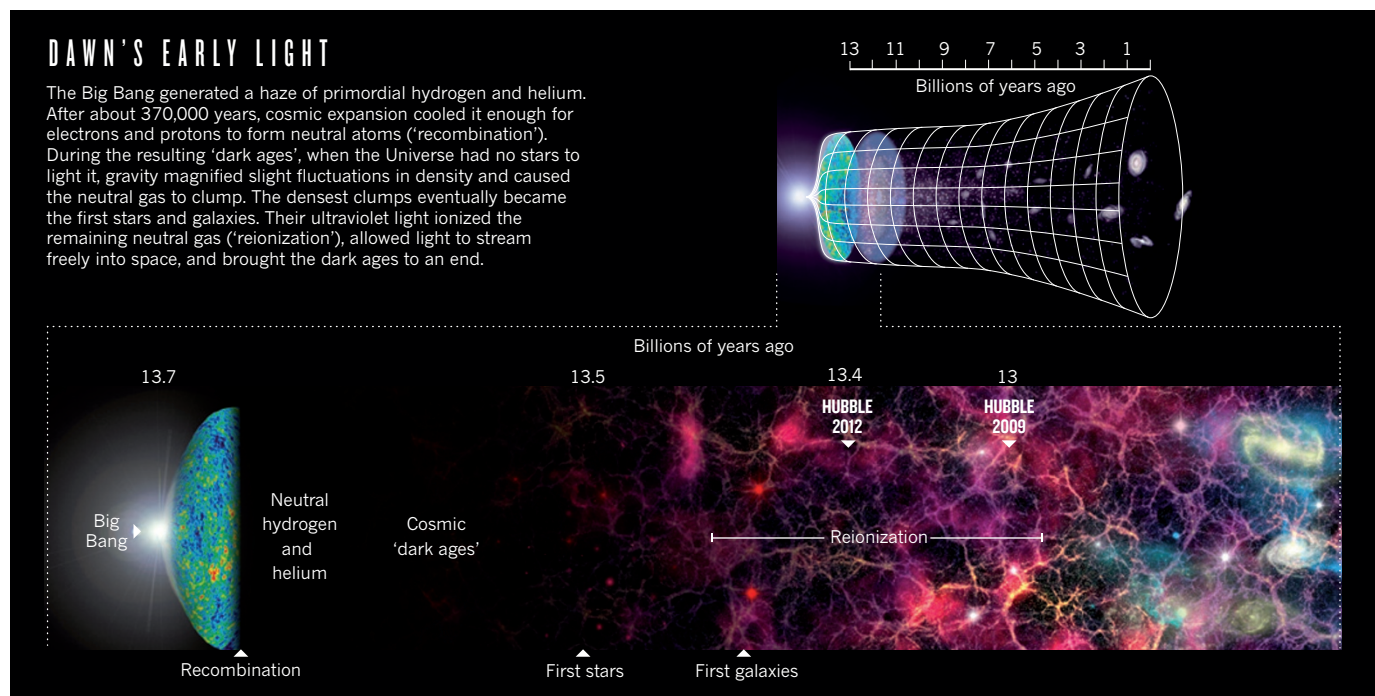 DAWN'S EARLY LIGHT
The Big Bang generated a haze of primordial hydrogen and helium.
After about 370,000 years, cosmic expansion cooled it enough for
electrons and protons to form neutral atoms (‘recombination’).
During the resulting ‘dark ages’, when the Universe had no stars to
light it, gravity magnified slight fluctuations in density and caused
the neutral gas to clump. The densest clumps eventually became
the first stars and galaxies. Their ultraviolet light ionized the
remaining neutral gas (‘reionization’), allowed light to stream
freely into space, and brought the dark ages to an end.
13 11 9 7 5 3 1
Billions of years ago
Billions of years ago
13.7 13.5 13.4 13
HUBBLE
2012
HUBBLE
2009
Big
Bang
Neutral
hydrogen
and
helium
Cosmic
‘dark ages’
Reionization
Recombination
First stars
First galaxies